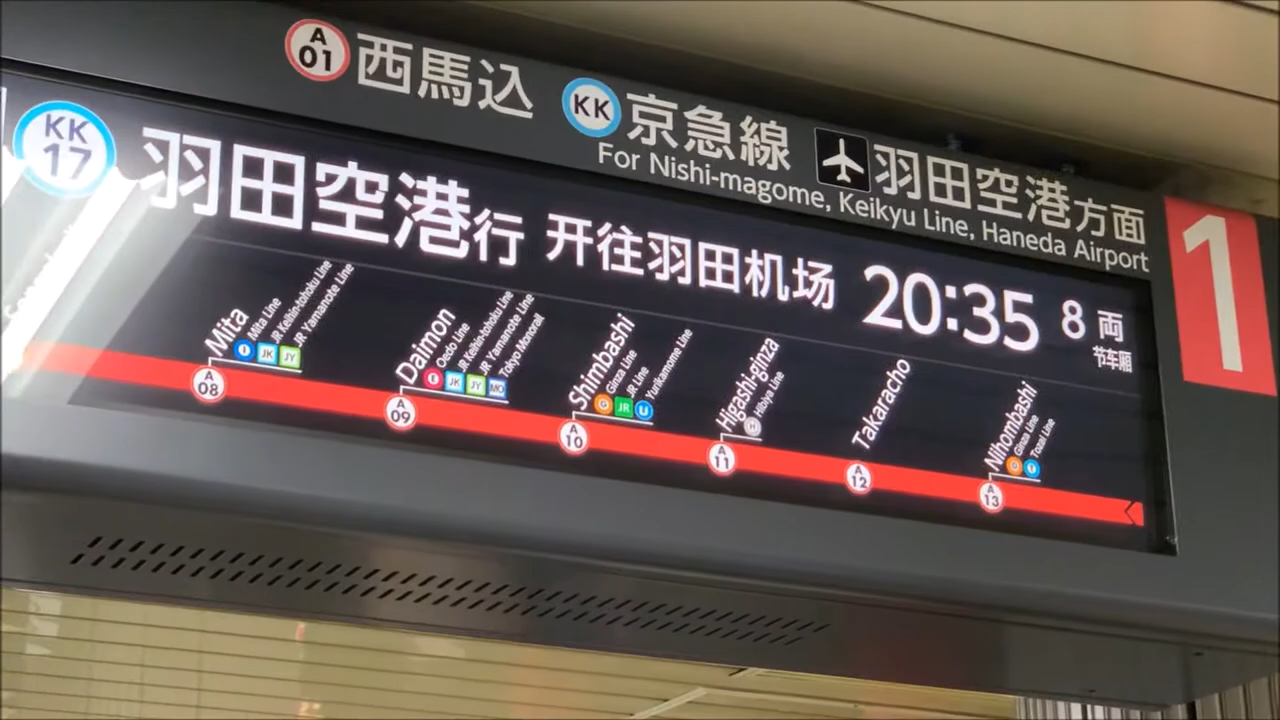 A 01 西馬込 KK 京急線 羽田空港方面
For Nishi-magome, Keikyu Line, Haneda Airport
1
KK 17 羽田空港行 开往羽田机场 20:35 8両
节车厢
Mita
Mita Line
JR Keihin-tohoku Line
JR Yamanote Line
I JK JY
A 08
Daimon
Oedo Line
JR Keihin-tohoku Line
JR Yamanote Line
Tokyo Monorail
E JK JY MO
A 09
Shimbashi
Ginza Line
JR Line
Yurikamome Line
G JR U
A 10
Higashi-ginza
Hibiya Line
H
A 11
Takaracho
A 12
Nihombashi
Ginza Line
Tozai Line
G T
A 13